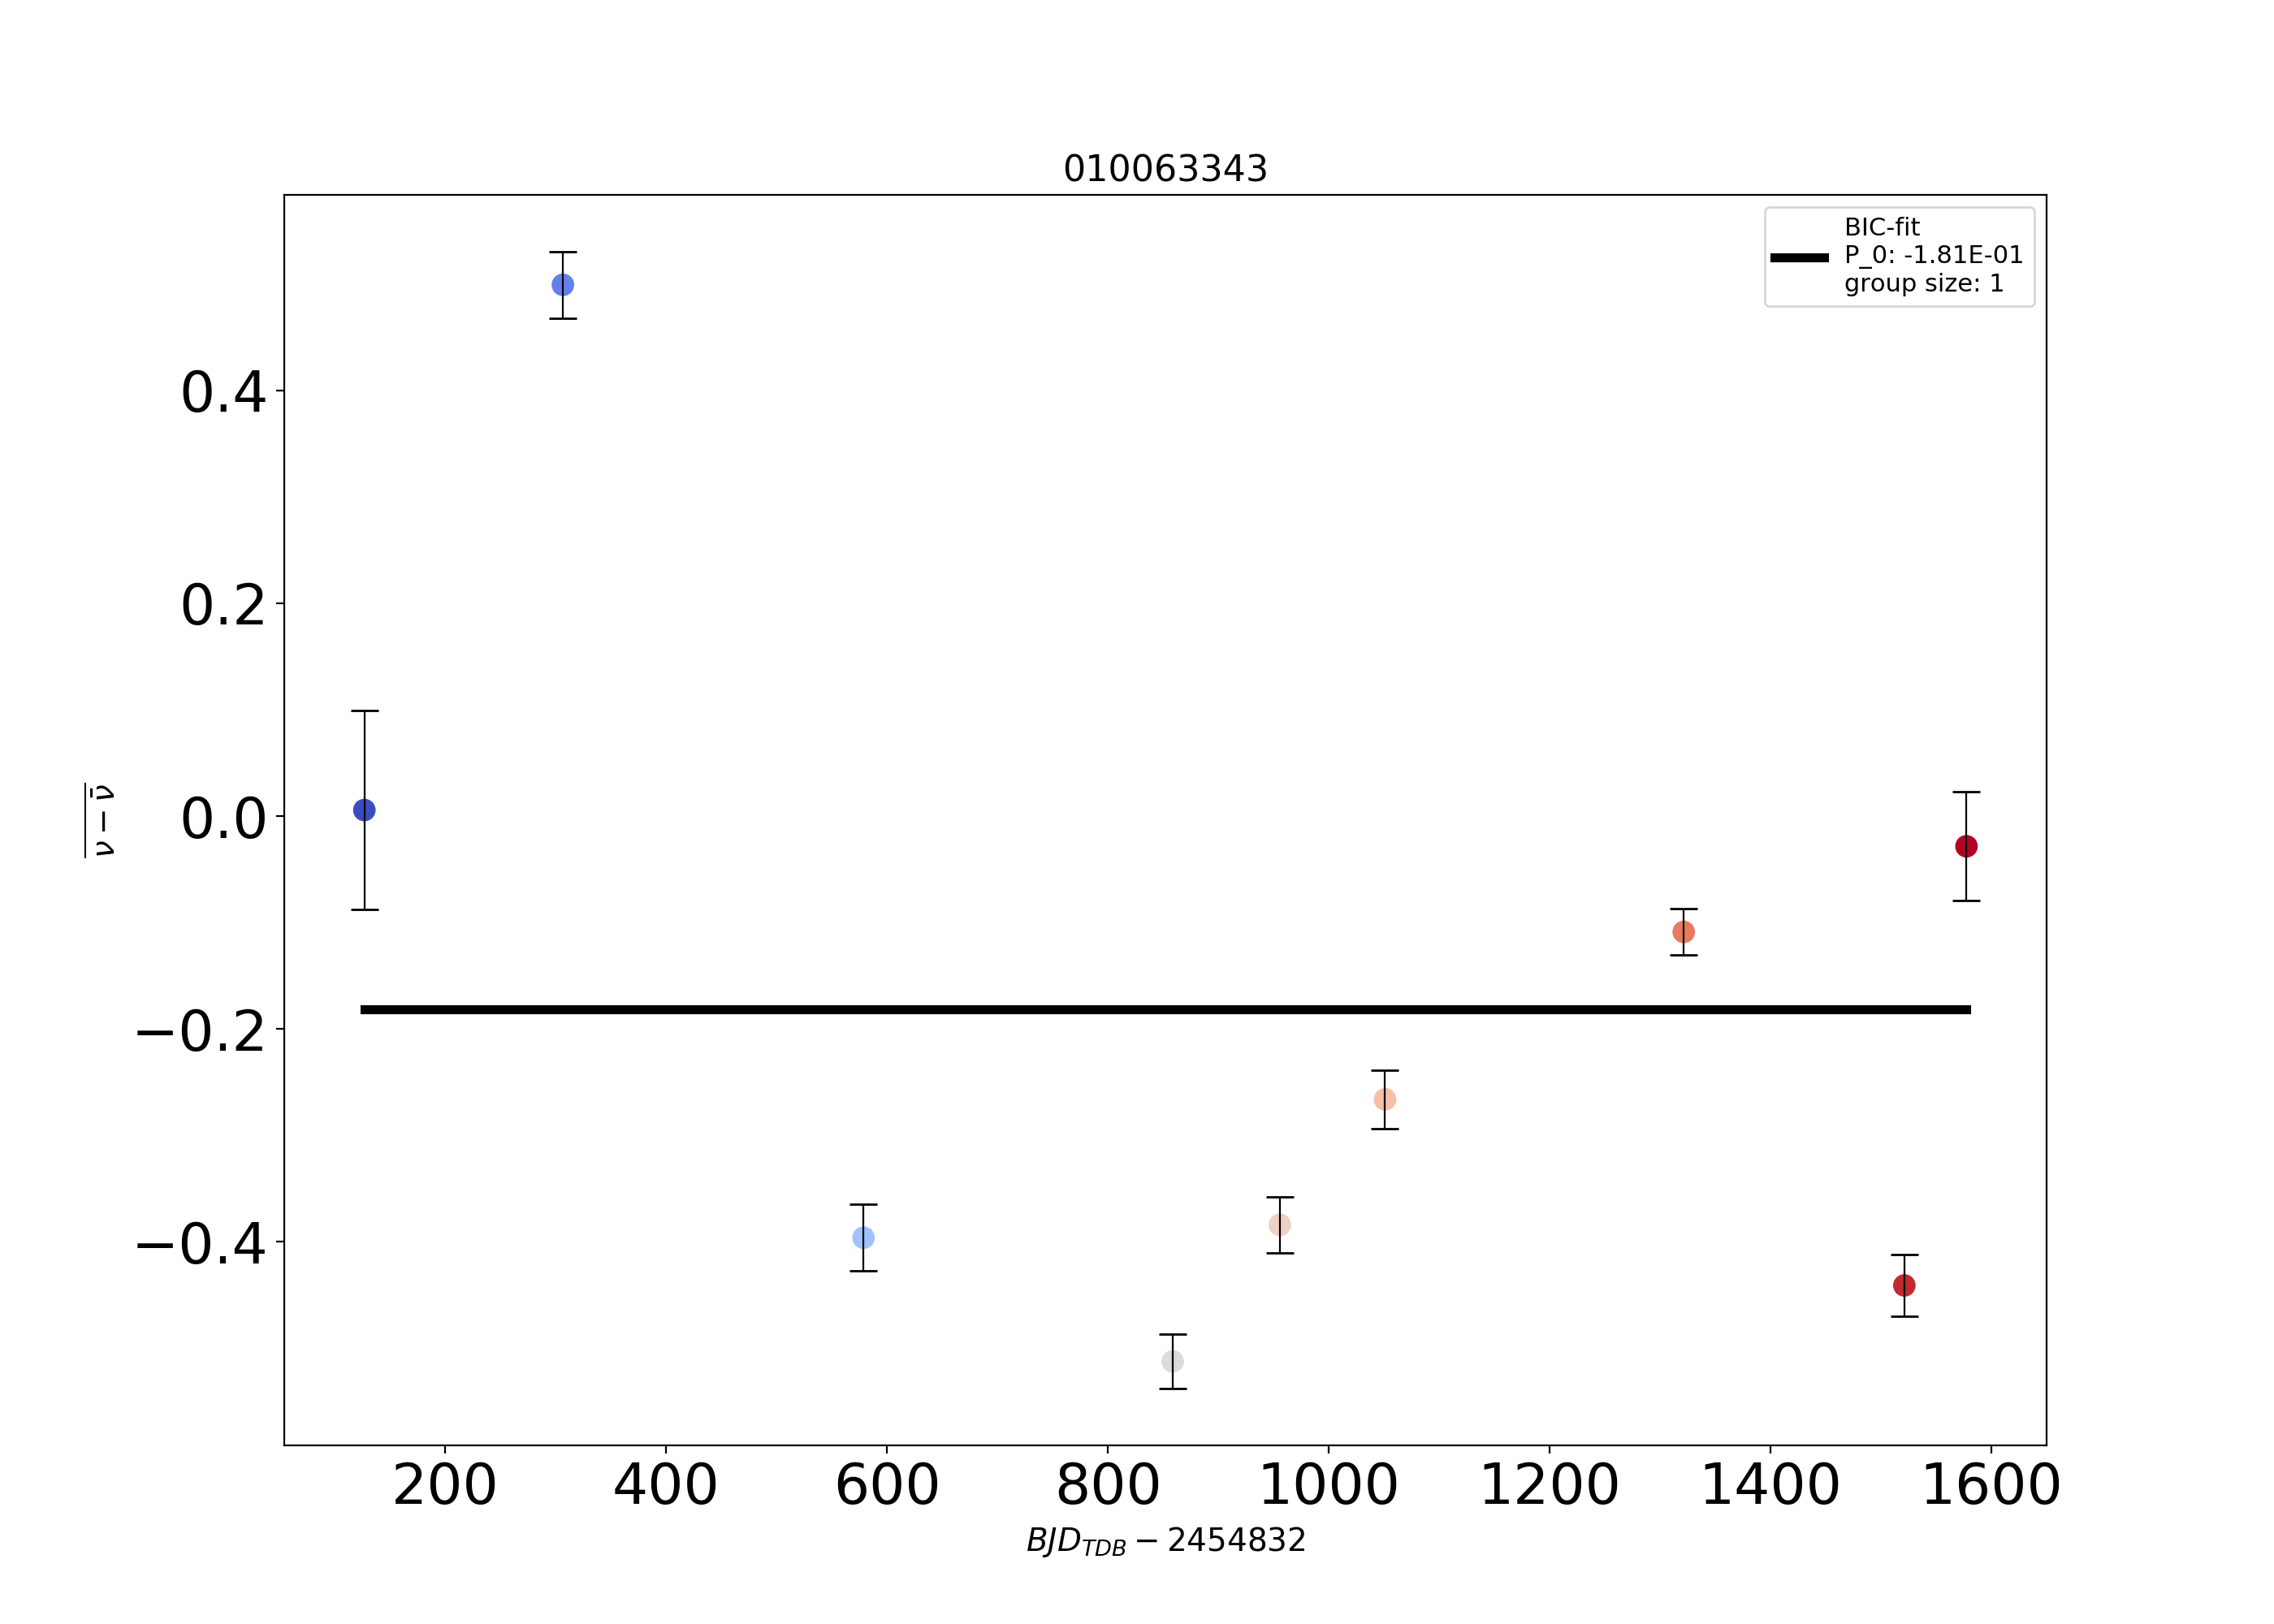 010063343
BIC-fit
P_0: -1.81E-01
group size: 1
0.4
0.2
0.0
−0.2
−0.4
ν − ν̄
200 400 600 800 1000 1200 1400 1600
BJD_TDB − 2454832